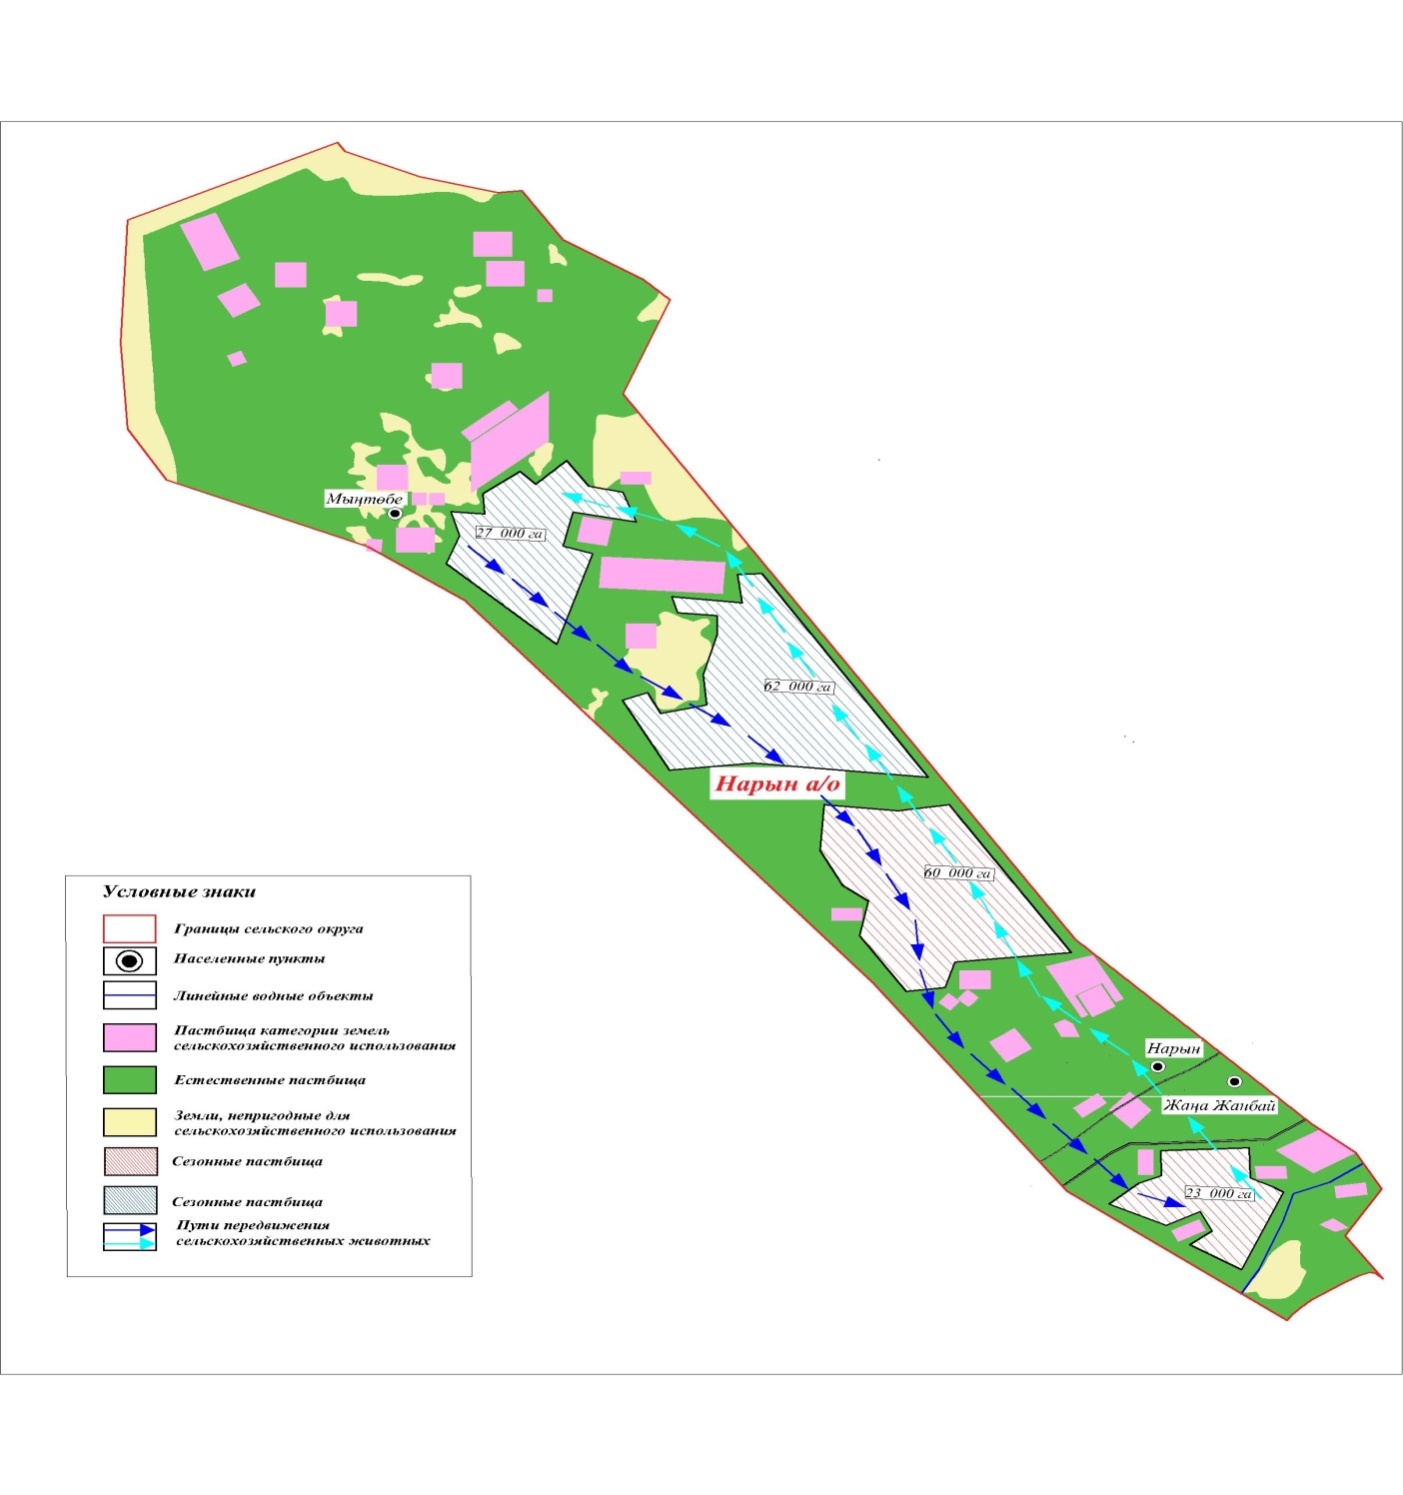 Мыңтөбе
27 000 га
62 000 га
Нарын а/о
60 000 га
Нарын
Жаңа Жанбай
23 000 га
Условные знаки
Границы сельского округа
Населенные пункты
Линейные водные объекты
Пастбища категории земель
сельскохозяйственного использования
Естественные пастбища
Земли, непригодные для
сельскохозяйственного использования
Сезонные пастбища
Сезонные пастбища
Пути передвижения
сельскохозяйственных животных